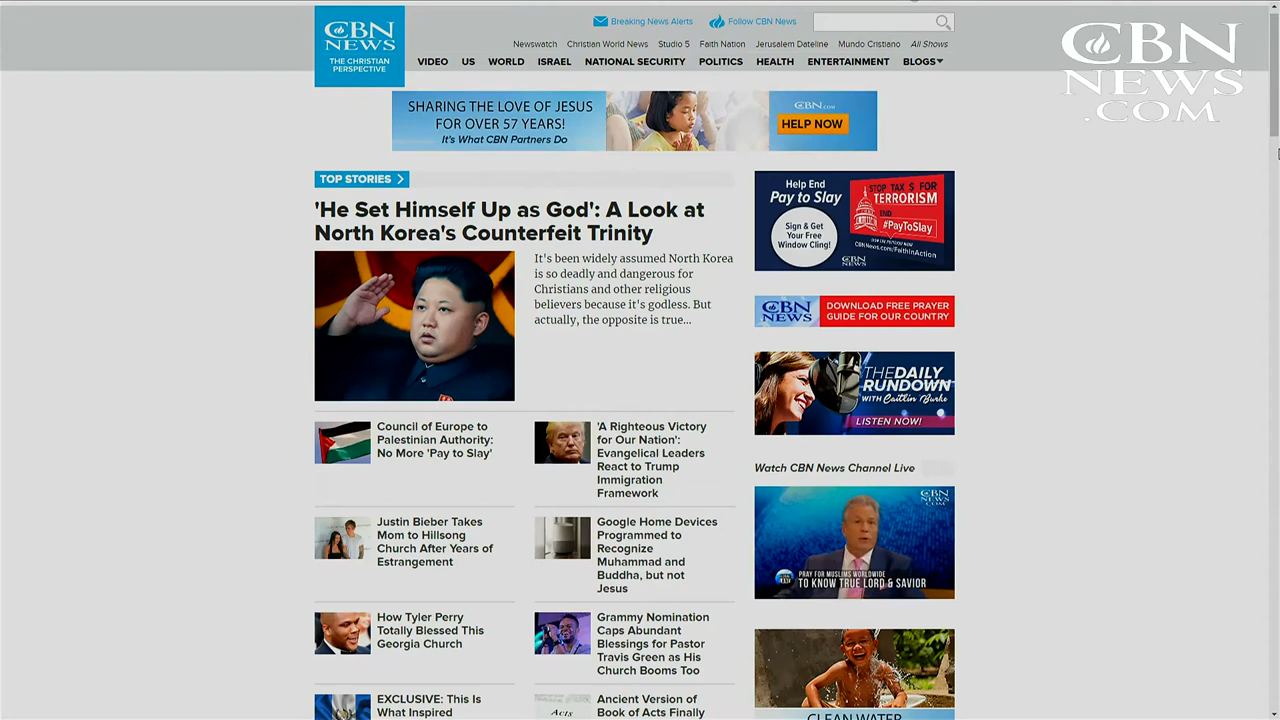 Breaking News Alerts
Follow CBN News
CBN
NEWS
THE CHRISTIAN
PERSPECTIVE
Newswatch Christian World News Studio 5 Faith Nation Jerusalem Dateline Mundo Cristiano All Shows
VIDEO US WORLD ISRAEL NATIONAL SECURITY POLITICS HEALTH ENTERTAINMENT BLOGS
CBN
NEWS
.COM
SHARING THE LOVE OF JESUS
FOR OVER 57 YEARS!
It's What CBN Partners Do
CBN.COM
HELP NOW
TOP STORIES
'He Set Himself Up as God': A Look at
North Korea's Counterfeit Trinity
It's been widely assumed North Korea
is so deadly and dangerous for
Christians and other religious
believers because it's godless. But
actually, the opposite is true...
Council of Europe to
Palestinian Authority:
No More 'Pay to Slay'
'A Righteous Victory
for Our Nation':
Evangelical Leaders
React to Trump
Immigration
Framework
Justin Bieber Takes
Mom to Hillsong
Church After Years of
Estrangement
Google Home Devices
Programmed to
Recognize
Muhammad and
Buddha, but not
Jesus
How Tyler Perry
Totally Blessed This
Georgia Church
Grammy Nomination
Caps Abundant
Blessings for Pastor
Travis Green as His
Church Booms Too
EXCLUSIVE: This Is
What Inspired
Acts
Ancient Version of
Book of Acts Finally
Help End
Pay to Slay
Sign & Get
Your Free
Window Cling!
STOP TAX $ FOR
TERRORISM
END
#PayToSlay
CBNNews.com/FaithInAction
CBN
NEWS
CBN
NEWS
DOWNLOAD FREE PRAYER
GUIDE FOR OUR COUNTRY
THE DAILY
RUNDOWN
WITH Caitlin Burke
LISTEN NOW!
Watch CBN News Channel Live
CBN
NEWS
.COM
PRAY FOR MUSLIMS WORLDWIDE
TO KNOW TRUE LORD & SAVIOR
CLEAN WATER